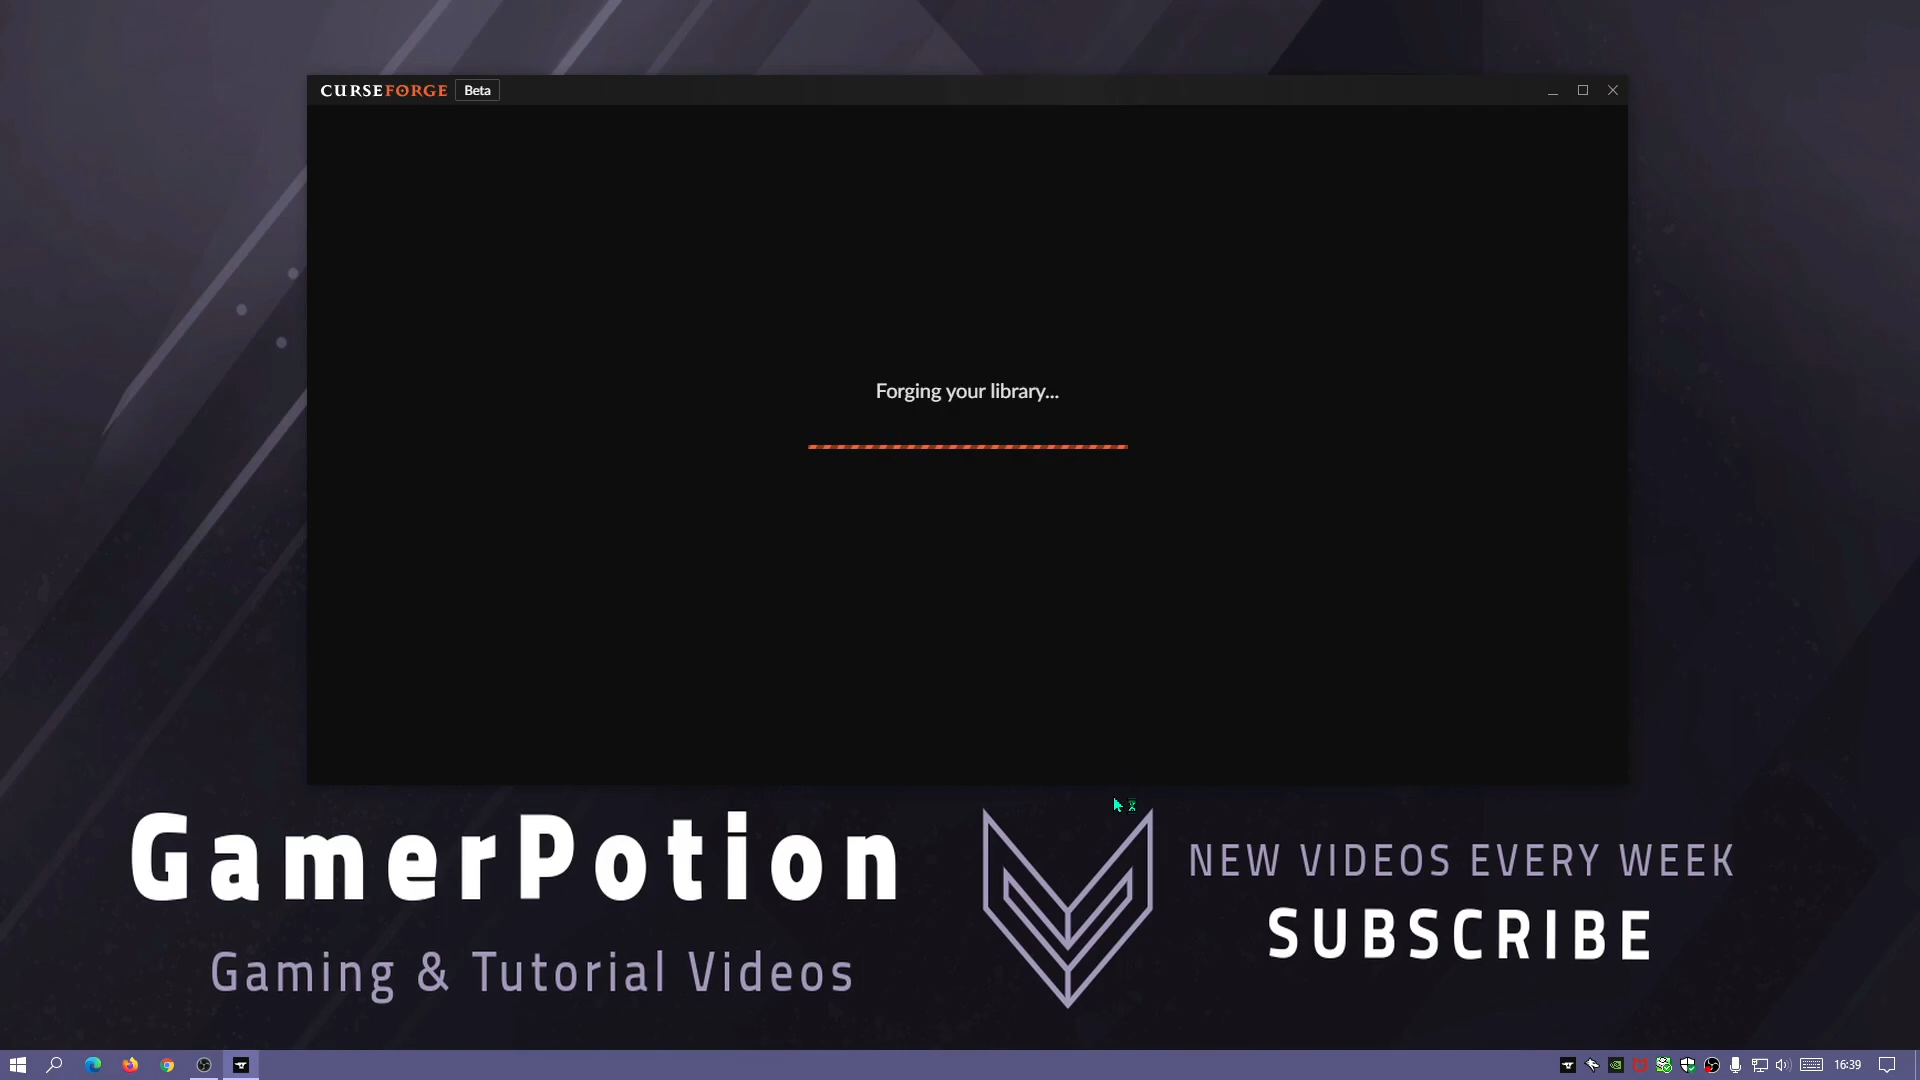 CURSEFORGE Beta
Forging your library...
GamerPotion
Gaming & Tutorial Videos
NEW VIDEOS EVERY WEEK
SUBSCRIBE
16:39